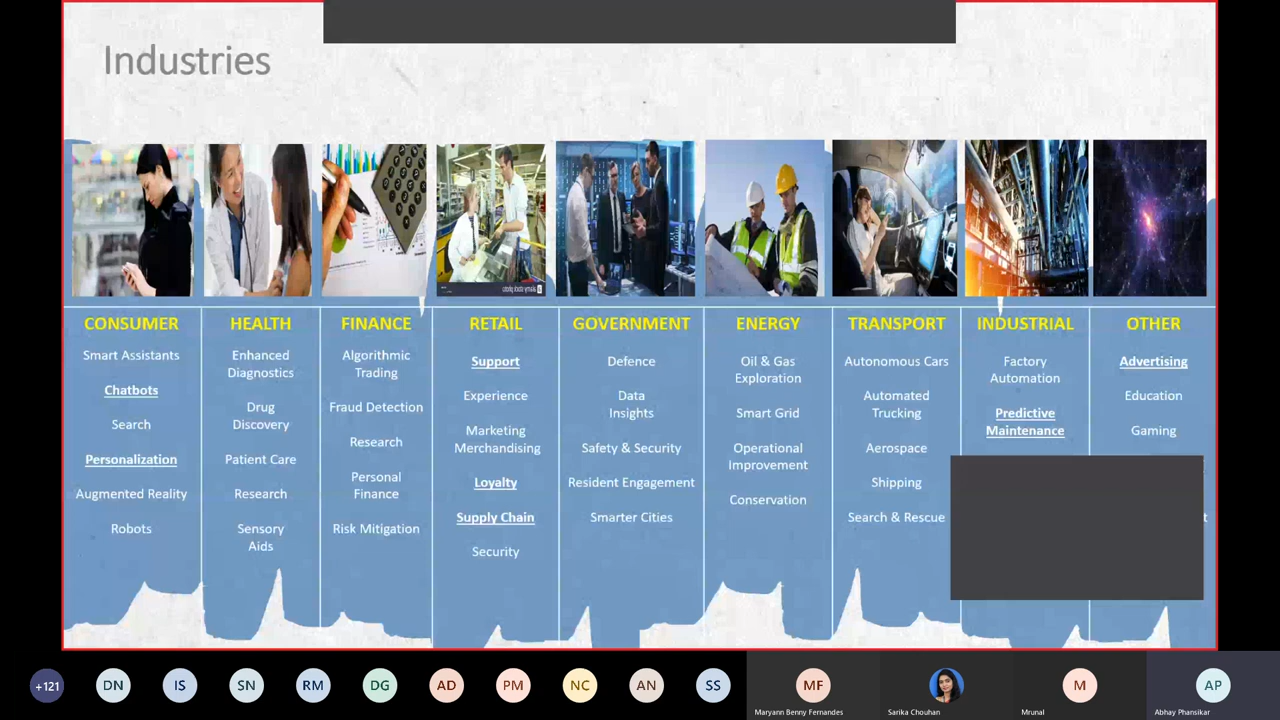 Industries
CONSUMER
Smart Assistants
Chatbots
Search
Personalization
Augmented Reality
Robots
HEALTH
Enhanced
Diagnostics
Drug
Discovery
Patient Care
Research
Sensory
Aids
FINANCE
Algorithmic
Trading
Fraud Detection
Research
Personal
Finance
Risk Mitigation
RETAIL
Support
Experience
Marketing
Merchandising
Loyalty
Supply Chain
Security
GOVERNMENT
Defence
Data
Insights
Safety & Security
Resident Engagement
Smarter Cities
ENERGY
Oil & Gas
Exploration
Smart Grid
Operational
Improvement
Conservation
TRANSPORT
Autonomous Cars
Automated
Trucking
Aerospace
Shipping
Search & Rescue
INDUSTRIAL
Factory
Automation
Predictive
Maintenance
OTHER
Advertising
Education
Gaming
+121
DN
IS
SN
RM
DG
AD
PM
NC
AN
SS
MF
Maryann Benny Fernandes
Sarika Chouhan
M
Mrunal
AP
Abhay Phansikar